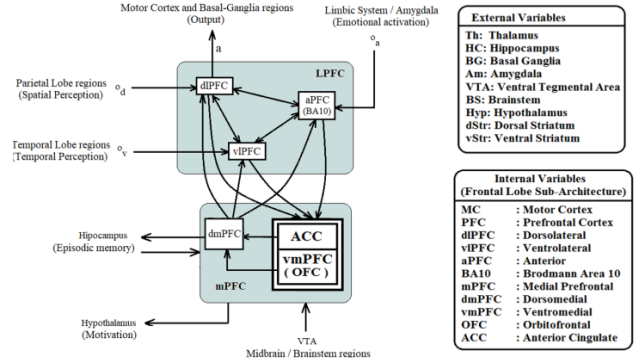 Motor Cortex and Basal-Ganglia regions
(Output)
Limbic System / Amygdala
(Emotional activation)
a
o_a
LPFC
Parietal Lobe regions
(Spatial Perception)
o_d
dlPFC
aPFC
(BA10)
Temporal Lobe regions
(Temporal Perception)
o_v
vlPFC
Hipocampus
(Episodic memory)
dmPFC
ACC
vmPFC
( OFC )
mPFC
Hypothalamus
(Motivation)
VTA
Midbrain / Brainstem regions
External Variables
Th: Thalamus
HC: Hippocampus
BG: Basal Ganglia
Am: Amygdala
VTA: Ventral Tegmental Area
BS: Brainstem
Hyp: Hypothalamus
dStr: Dorsal Striatum
vStr: Ventral Striatum
Internal Variables
(Frontal Lobe Sub-Architecture)
MC : Motor Cortex
PFC : Prefrontal Cortex
dlPFC : Dorsolateral
vlPFC : Ventrolateral
aPFC : Anterior
BA10 : Brodmann Area 10
mPFC : Medial Prefrontal
dmPFC : Dorsomedial
vmPFC : Ventromedial
OFC : Orbitofrontal
ACC : Anterior Cingulate